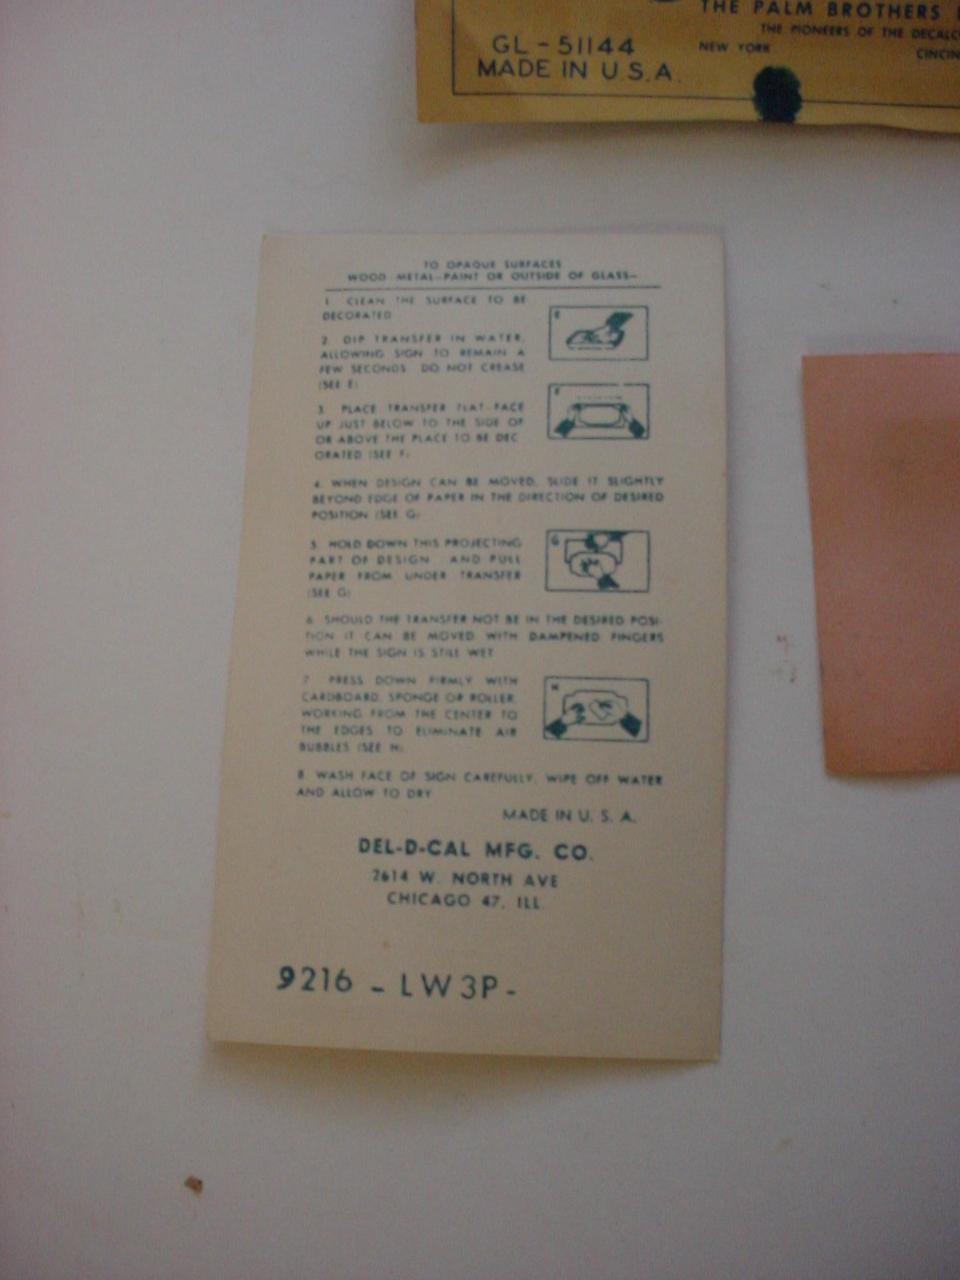 THE PALM BROTHERS
THE PIONEERS OF THE
NEW YORK
GL-51144
MADE IN U.S.A.
TO OPAQUE SURFACES
WOOD-METAL-PAINT OR OUTSIDE OF GLASS-
1. CLEAN THE SURFACE TO BE
DECORATED
2. DIP TRANSFER IN WATER,
ALLOWING SIGN TO REMAIN A
FEW SECONDS. DO NOT CREASE
(SEE E)
E
3. PLACE TRANSFER FLAT-FACE
UP JUST BELOW TO THE SIDE OF
OR ABOVE THE PLACE TO BE DEC
ORATED (SEE F)
F
4. WHEN DESIGN CAN BE MOVED, SLIDE IT SLIGHTLY
BEYOND EDGE OF PAPER IN THE DIRECTION OF DESIRED
POSITION (SEE G)
5. HOLD DOWN THIS PROJECTING
PART OF DESIGN AND PULL
PAPER FROM UNDER TRANSFER
(SEE G)
G
6. SHOULD THE TRANSFER NOT BE IN THE DESIRED POSI-
TION IT CAN BE MOVED WITH DAMPENED FINGERS
WHILE THE SIGN IS STILL WET
7. PRESS DOWN FIRMLY WITH
CARDBOARD, SPONGE OR ROLLER,
WORKING FROM THE CENTER TO
THE EDGES TO ELIMINATE AIR
BUBBLES (SEE H)
H
8. WASH FACE OF SIGN CAREFULLY, WIPE OFF WATER
AND ALLOW TO DRY
MADE IN U. S. A.
DEL-D-CAL MFG. CO.
2614 W. NORTH AVE
CHICAGO 47, ILL
9216 - LW3P-